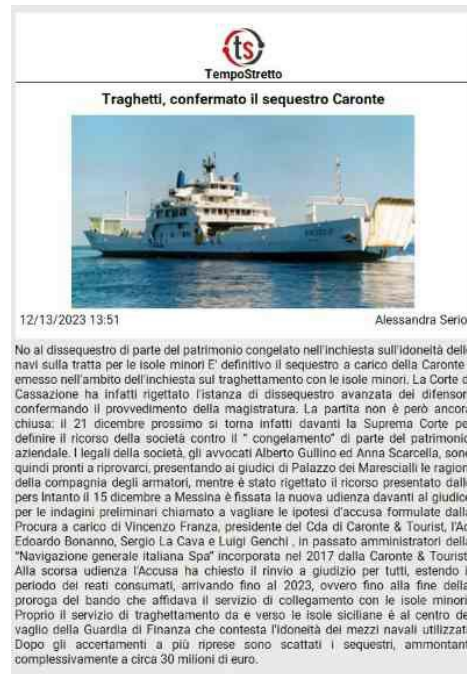 ts
TempoStretto
Traghetti, confermato il sequestro Caronte
12/13/2023 13:51
Alessandra Serio
No al dissequestro di parte del patrimonio congelato nell'inchiesta sull'idoneità delle
navi sulla tratta per le isole minori E' definitivo il sequestro a carico della Caronte
emesso nell'ambito dell'inchiesta sul traghettamento con le isole minori. La Corte d
Cassazione ha infatti rigettato l'istanza di dissequestro avanzata dei difensor
confermando il provvedimento della magistratura. La partita non è però ancor
chiusa: il 21 dicembre prossimo si torna infatti davanti la Suprema Corte pe
definire il ricorso della società contro il " congelamento" di parte del patrimonio
aziendale. I legali della società, gli avvocati Alberto Gullino ed Anna Scarcella, sono
quindi pronti a riprovarci, presentando ai giudici di Palazzo dei Marescialli le ragion
della compagnia degli armatori, mentre è stato rigettato il ricorso presentato dalle
pers Intanto il 15 dicembre a Messina è fissata la nuova udienza davanti al giudice
per le indagini preliminari chiamato a vagliare le ipotesi d'accusa formulate dalla
Procura a carico di Vincenzo Franza, presidente del Cda di Caronte & Tourist, l'Ad
Edoardo Bonanno, Sergio La Cava e Luigi Genchi , in passato amministratori della
"Navigazione generale italiana Spa" incorporata nel 2017 dalla Caronte & Tourist.
Alla scorsa udienza l'Accusa ha chiesto il rinvio a giudizio per tutti, estendo i
periodo dei reati consumati, arrivando fino al 2023, ovvero fino alla fine della
proroga del bando che affidava il servizio di collegamento con le isole minori.
Proprio il servizio di traghettamento da e verso le isole siciliane è al centro de
vaglio della Guardia di Finanza che contesta l'idoneità dei mezzi navali utilizzat
Dopo gli accertamenti a più riprese sono scattati i sequestri, ammontant
complessivamente a circa 30 milioni di euro.